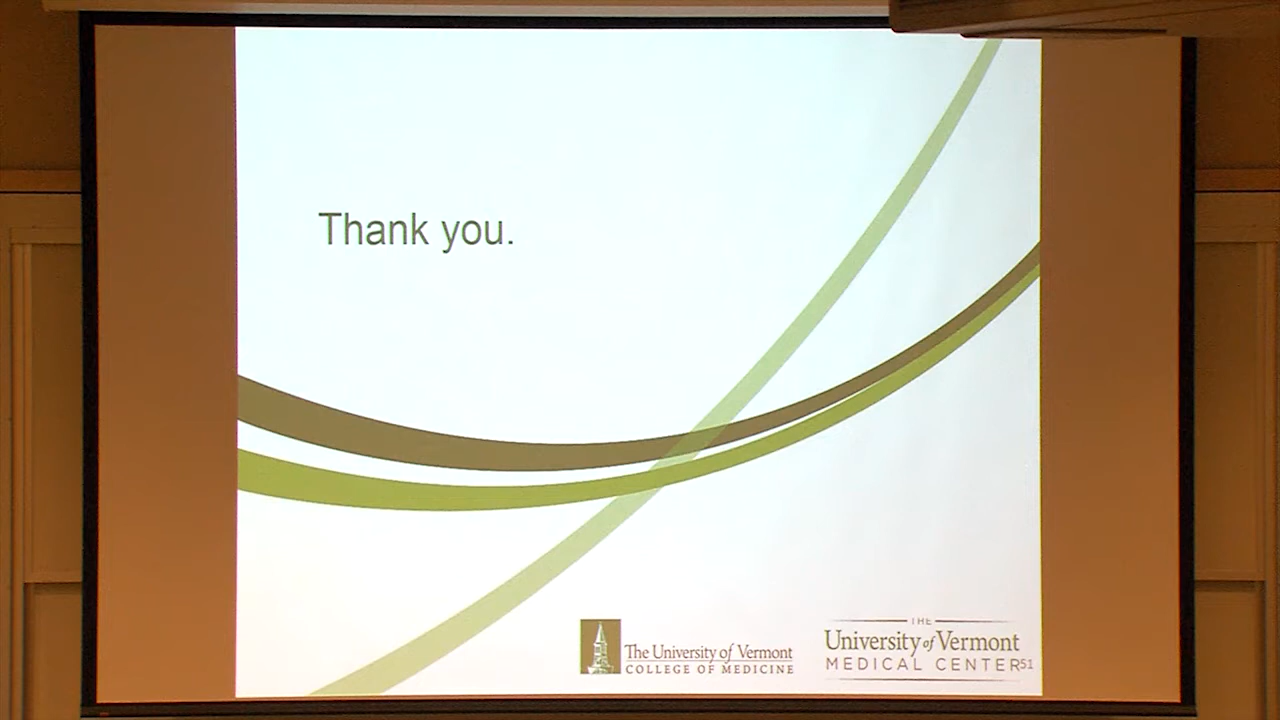 Thank you.
The University of Vermont
COLLEGE OF MEDICINE
THE
University of Vermont
MEDICAL CENTER
51